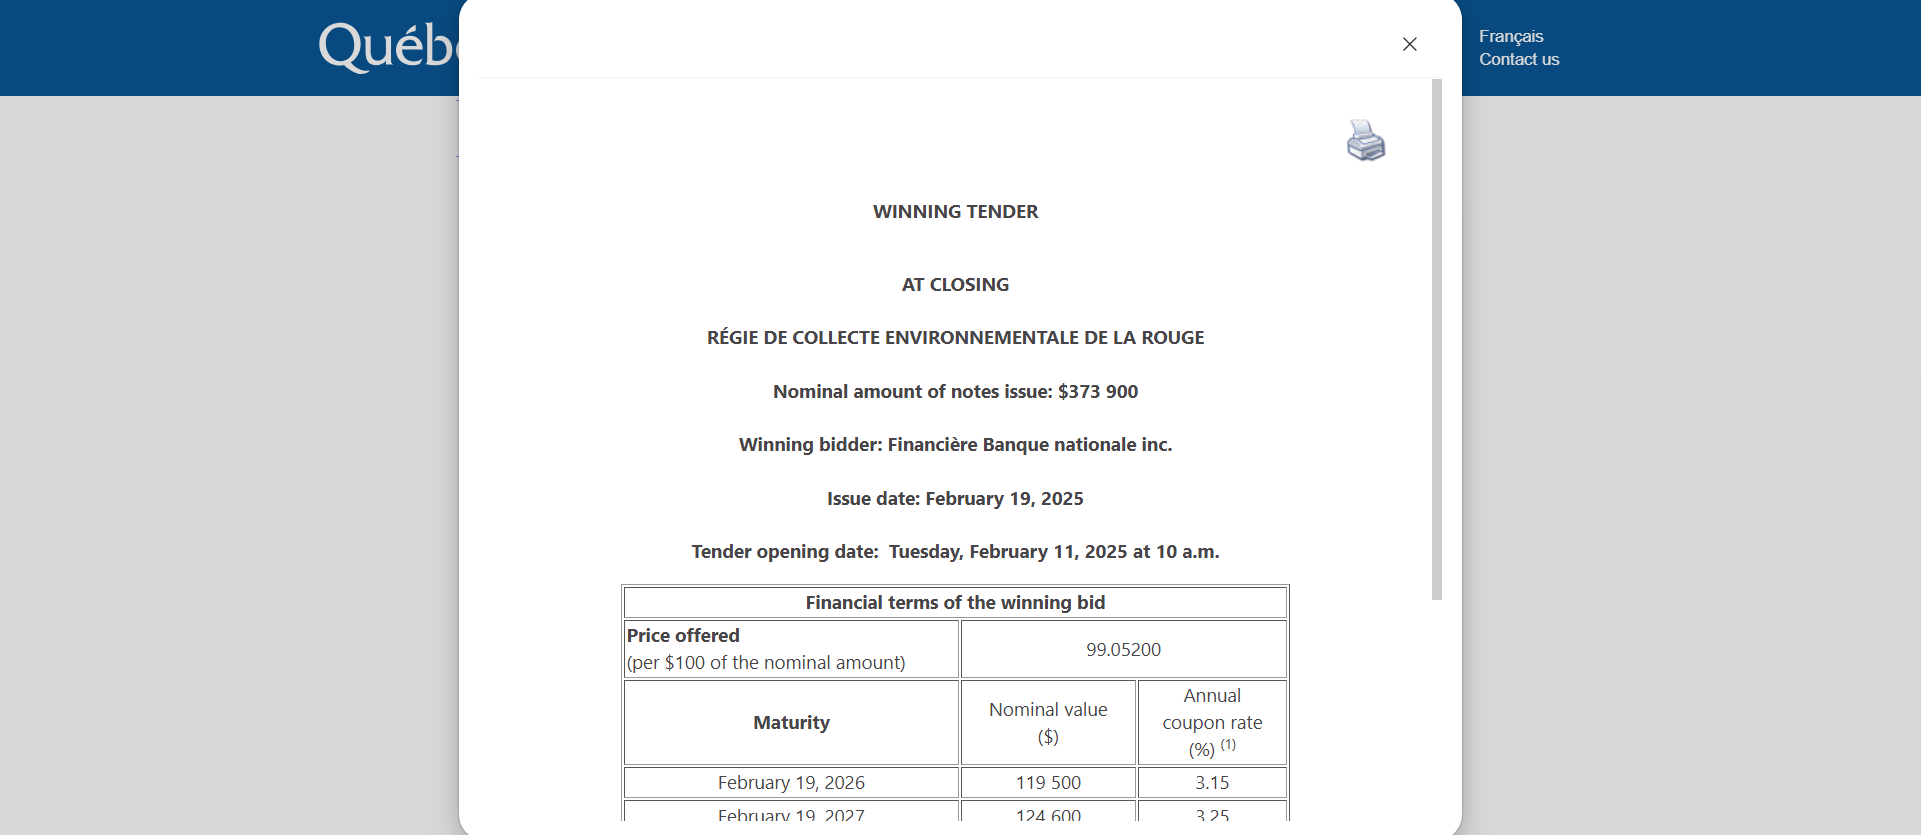 Français
Contact us
WINNING TENDER
AT CLOSING
RÉGIE DE COLLECTE ENVIRONNEMENTALE DE LA ROUGE
Nominal amount of notes issue: $373 900
Winning bidder: Financière Banque nationale inc.
Issue date: February 19, 2025
Tender opening date:  Tuesday, February 11, 2025 at 10 a.m.
Financial terms of the winning bid
Price offered
(per $100 of the nominal amount)
99.05200
Maturity
Nominal value
($)
Annual
coupon rate
(%) (1)
February 19, 2026 119 500 3.15
February 19, 2027 124 600 3.25